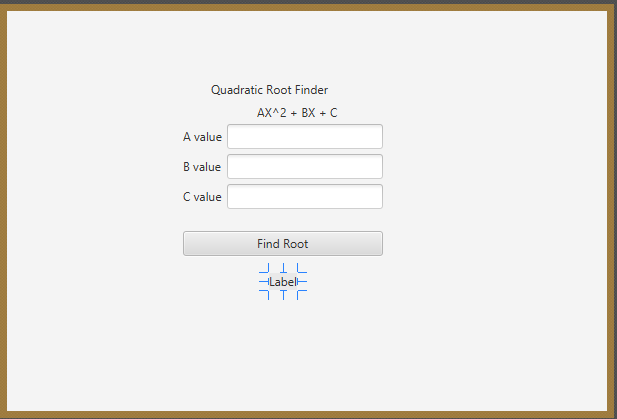 Quadratic Root Finder
AX^2 + BX + C
A value
B value
C value
Find Root
Label